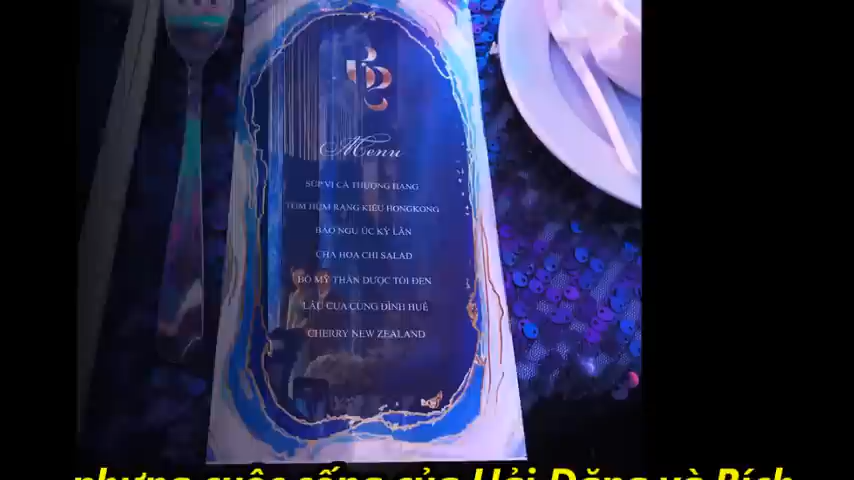 Menu
SÚP VI CÁ THƯỢNG HẠNG
TÔM HÙM RANG KIỂU HONGKONG
BÀO NGƯ ÚC KỲ LÂN
CHẢ HOA CHI SALAD
BÒ MỸ THẢN DƯỢC TỎI ĐEN
LẨU CUA CUNG ĐÌNH HUẾ
CHERRY NEW ZEALAND
nhưng cuộc sống của Hải Đăng và Bích